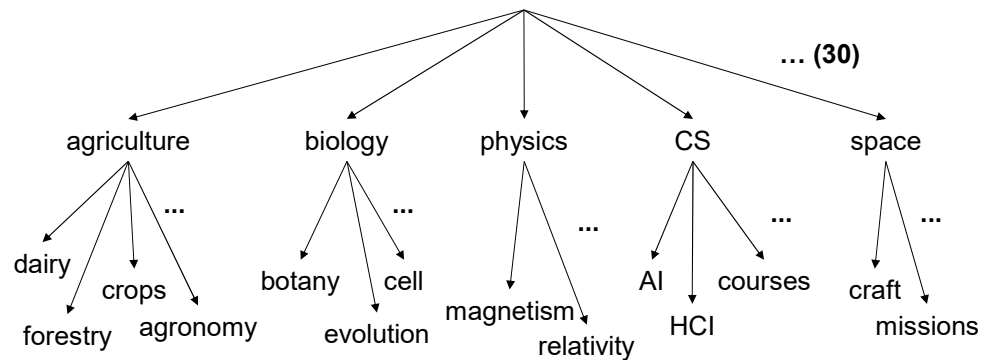 ... (30)
agriculture biology physics CS space
... ... ... ... ...
dairy crops botany cell AI courses craft
forestry agronomy evolution magnetism relativity HCI missions